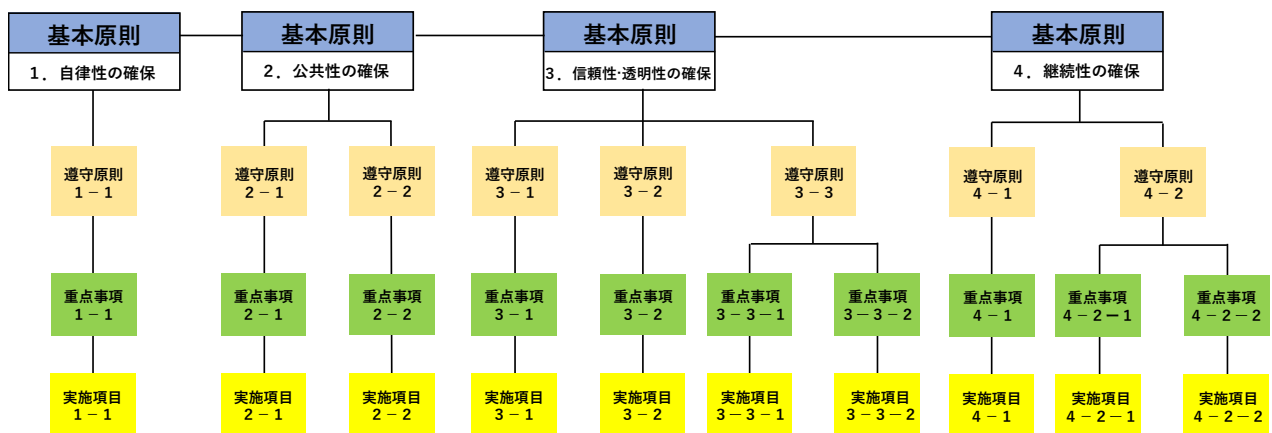 基本原則
1．自律性の確保
基本原則
2．公共性の確保
基本原則
3．信頼性・透明性の確保
基本原則
4．継続性の確保
遵守原則
1－1
遵守原則
2－1
遵守原則
2－2
遵守原則
3－1
遵守原則
3－2
遵守原則
3－3
遵守原則
4－1
遵守原則
4－2
重点事項
1－1
重点事項
2－1
重点事項
2－2
重点事項
3－1
重点事項
3－2
重点事項
3－3－1
重点事項
3－3－2
重点事項
4－1
重点事項
4－2ー1
重点事項
4－2－2
実施項目
1－1
実施項目
2－1
実施項目
2－2
実施項目
3－1
実施項目
3－2
実施項目
3－3－1
実施項目
3－3－2
実施項目
4－1
実施項目
4－2－1
実施項目
4－2－2